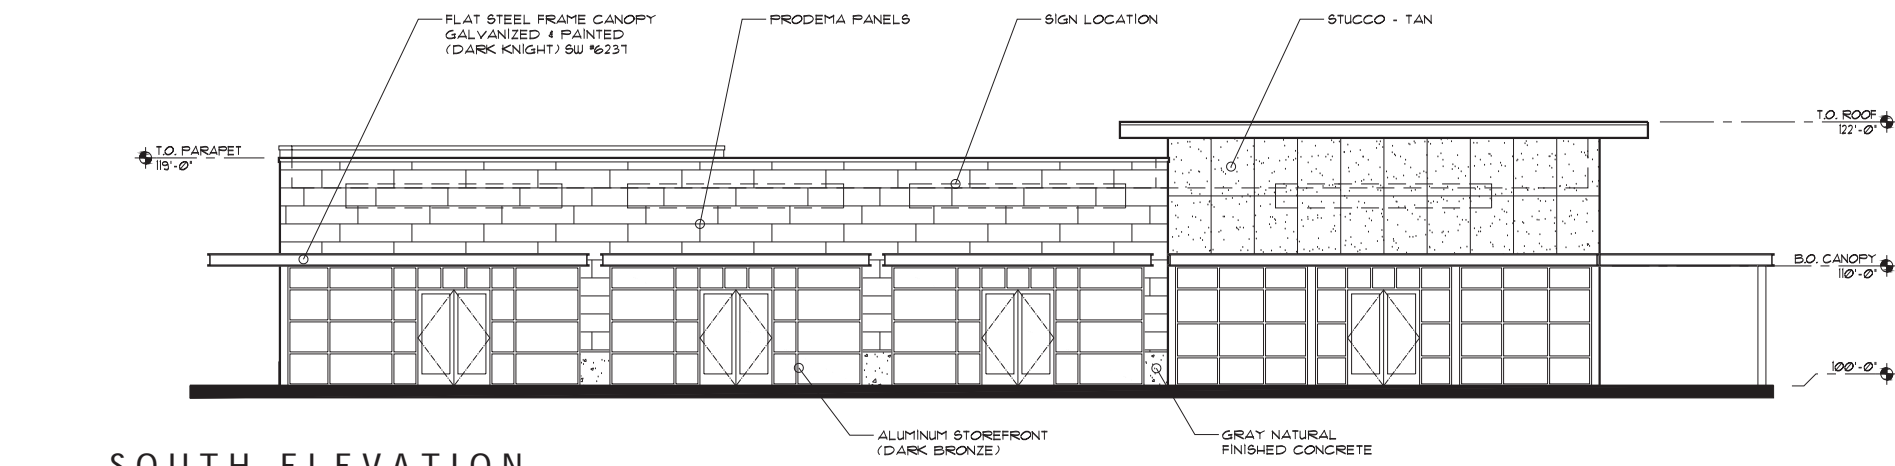 FLAT STEEL FRAME CANOPY
GALVANIZED & PAINTED
(DARK KNIGHT) SW #6237
PRODEMA PANELS
SIGN LOCATION
STUCCO - TAN
T.O. PARAPET
119'-0"
T.O. ROOF
122'-0"
B.O. CANOPY
110'-0"
100'-0"
ALUMINUM STOREFRONT
(DARK BRONZE)
GRAY NATURAL
FINISHED CONCRETE
SOUTH ELEVATION